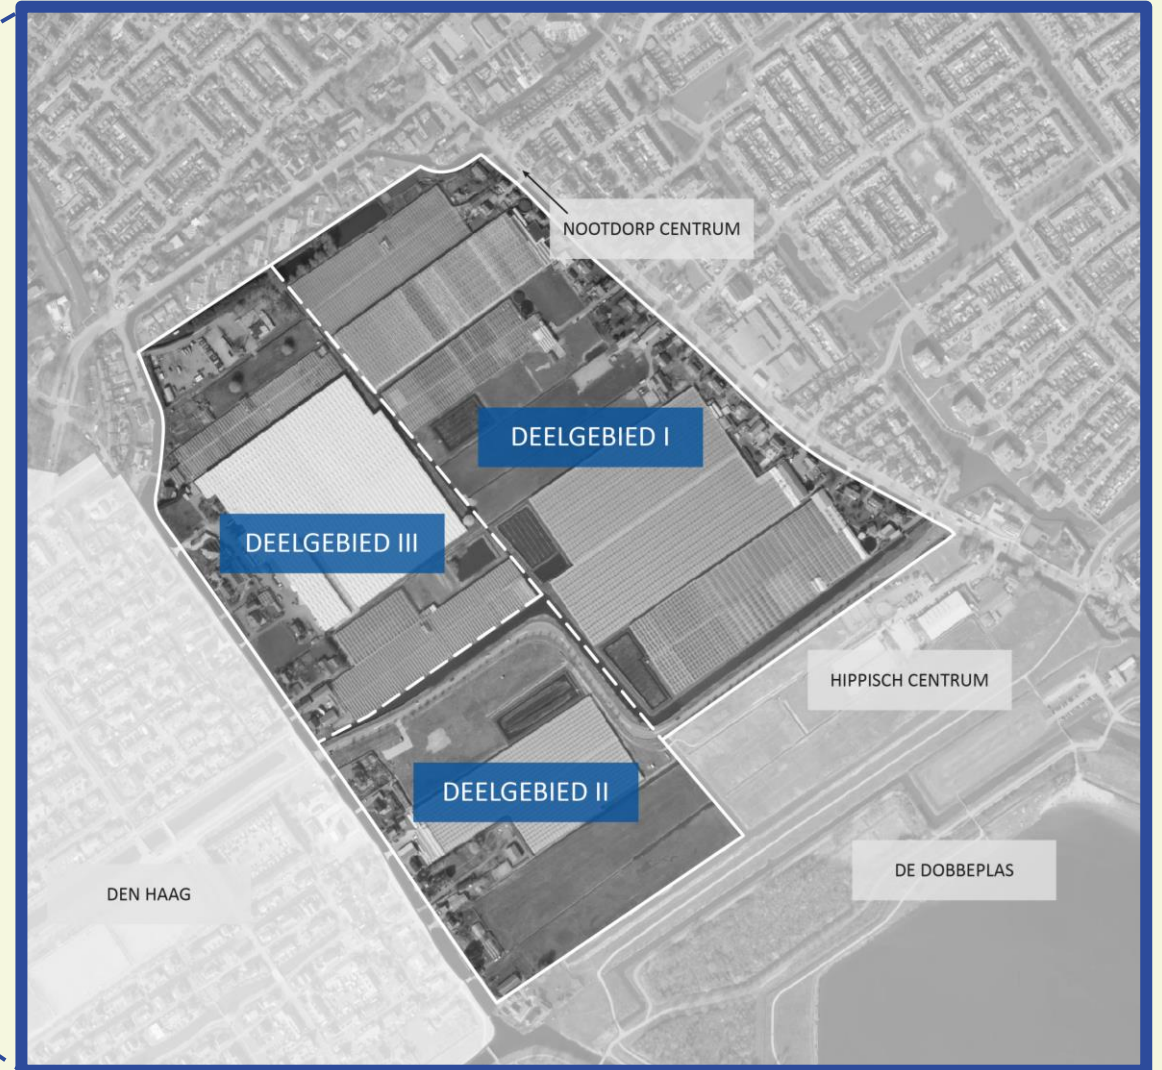 NOOTDORP CENTRUM
DEELGEBIED I
DEELGEBIED III
HIPPISCH CENTRUM
DEELGEBIED II
DE DOBBEPLAS
DEN HAAG